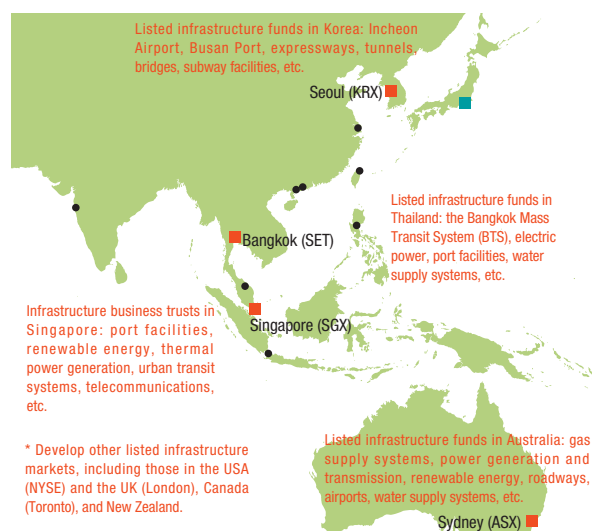 Listed infrastructure funds in Korea: Incheon
Airport, Busan Port, expressways, tunnels,
bridges, subway facilities, etc.
Seoul (KRX)
Listed infrastructure funds in
Thailand: the Bangkok Mass
Transit System (BTS), electric
power, port facilities, water
supply systems, etc.
Bangkok (SET)
Infrastructure business trusts in
Singapore: port facilities,
renewable energy, thermal
power generation, urban transit
systems, telecommunications,
etc.
Singapore (SGX)
* Develop other listed infrastructure
markets, including those in the USA
(NYSE) and the UK (London), Canada
(Toronto), and New Zealand.
Listed infrastructure funds in Australia: gas
supply systems, power generation and
transmission, renewable energy, roadways,
airports, water supply systems, etc.
Sydney (ASX)